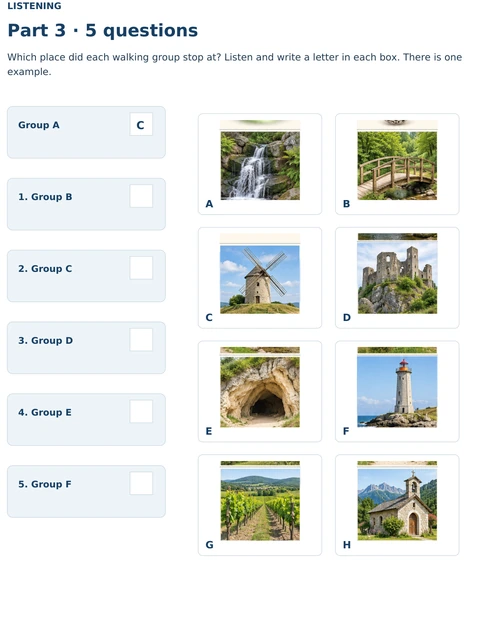 LISTENING
Part 3 · 5 questions
Which place did each walking group stop at? Listen and write a letter in each box. There is one
example.
Group A
C
1. Group B
2. Group C
3. Group D
4. Group E
5. Group F
A
B
C
D
E
F
G
H